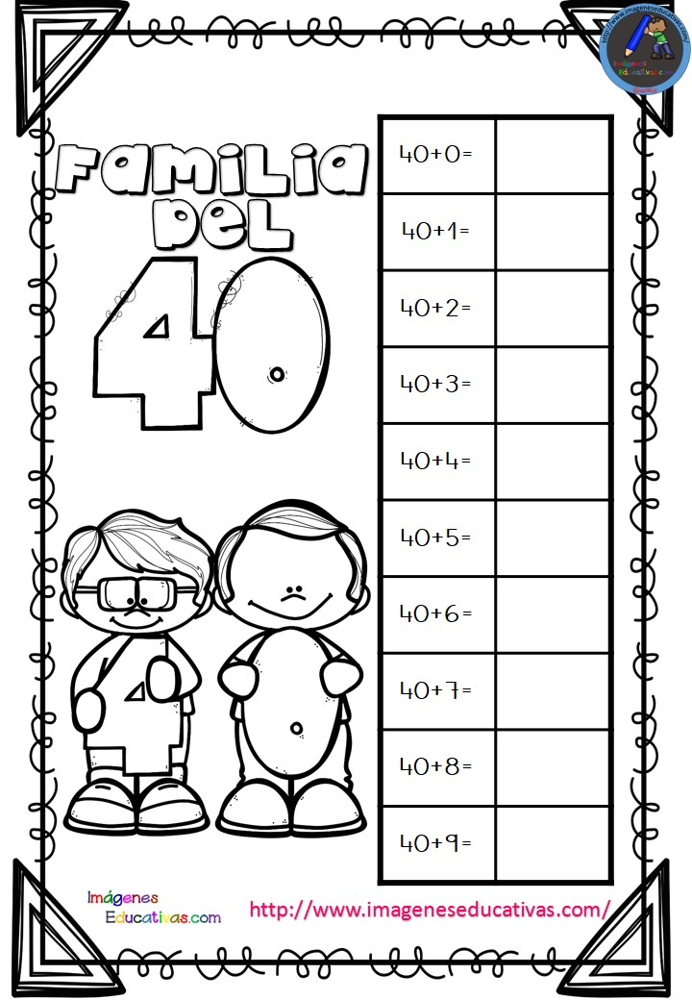 http://www.imageneseducativas.com/
Imágenes
Educativas.com
FAMILIA
DEL
40
40+0=
40+1=
40+2=
40+3=
40+4=
40+5=
40+6=
40+7=
40+8=
40+9=
4
0
Imágenes
Educativas.com
http://www.imageneseducativas.com/